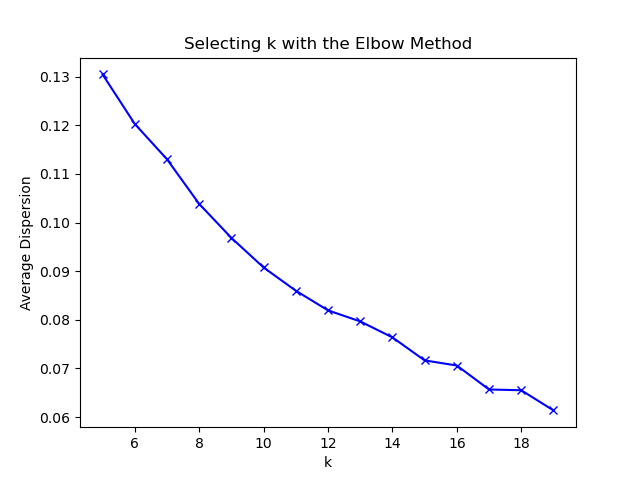 Selecting k with the Elbow Method
Average Dispersion
0.13
0.12
0.11
0.10
0.09
0.08
0.07
0.06
6 8 10 12 14 16 18
k